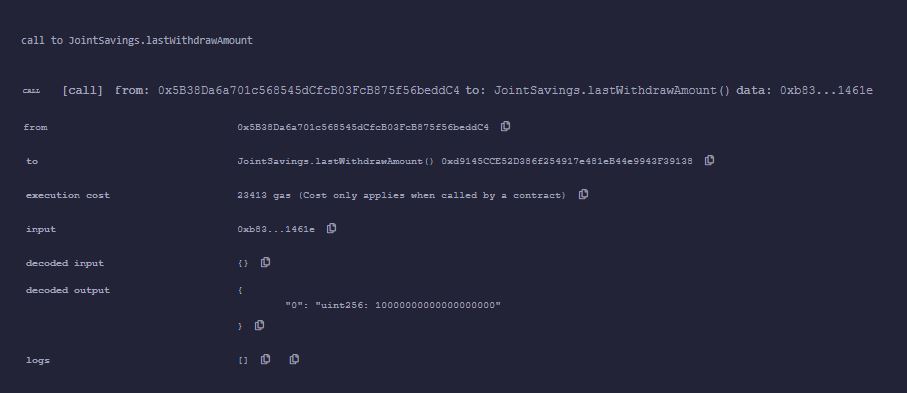 call to JointSavings.lastWithdrawAmount
CALL [call] from: 0x5B38Da6a701c568545dCfcB03FcB875f56beddC4 to: JointSavings.lastWithdrawAmount() data: 0xb83...1461e
from 0x5B38Da6a701c568545dCfcB03FcB875f56beddC4
to JointSavings.lastWithdrawAmount() 0xd9145CCE52D386f254917e481eB44e9943F39138
execution cost 23413 gas (Cost only applies when called by a contract)
input 0xb83...1461e
decoded input {}
decoded output {
"0": "uint256: 10000000000000000000"
}
logs []